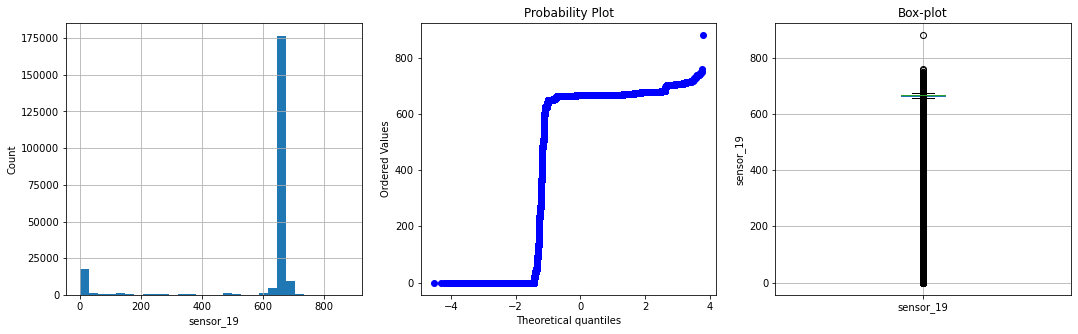 Probability Plot
Box-plot
175000
150000
125000
100000
75000
50000
25000
0
Count
0 200 400 600 800
sensor_19
800
600
400
200
0
Ordered Values
−4 −2 0 2 4
Theoretical quantiles
800
600
400
200
0
sensor_19
sensor_19